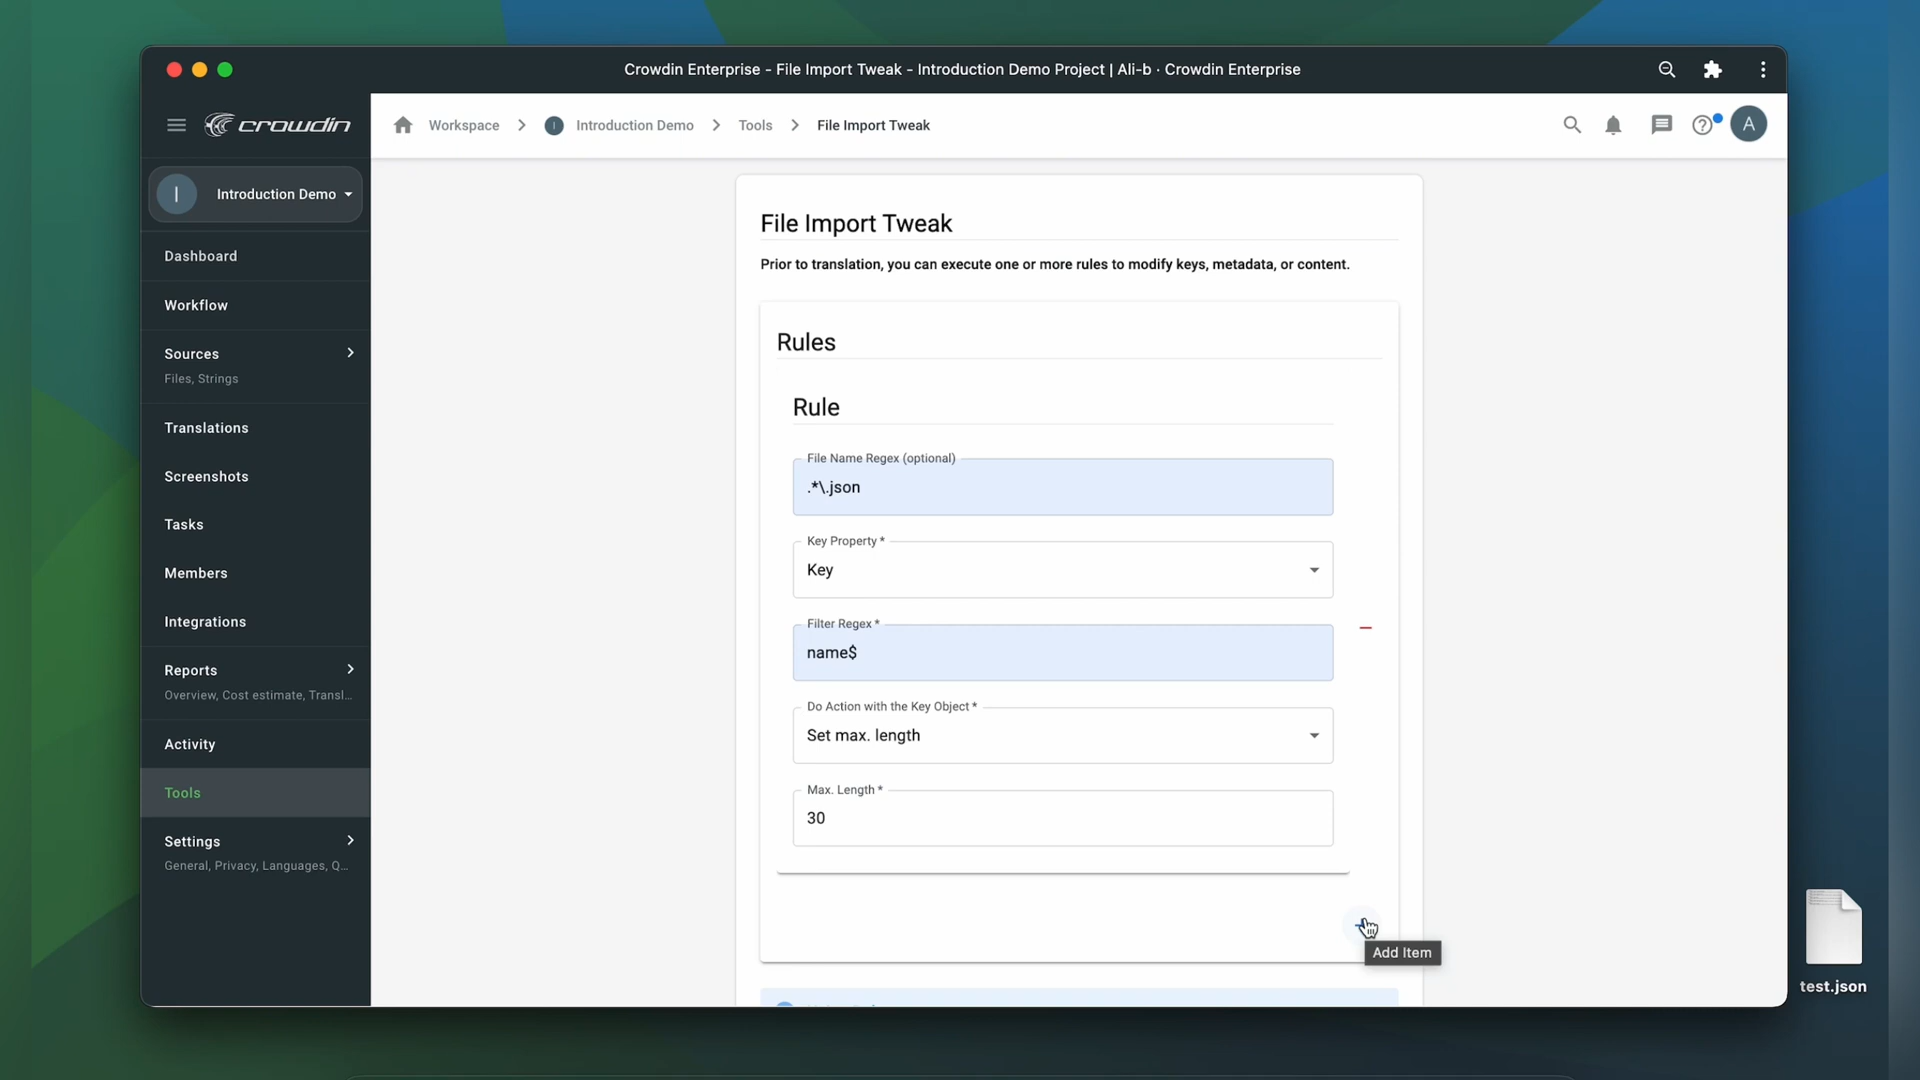 Crowdin Enterprise - File Import Tweak - Introduction Demo Project | Ali-b · Crowdin Enterprise
crowdin
Workspace
I
Introduction Demo
Tools
File Import Tweak
A
I
Introduction Demo
Dashboard
Workflow
Sources
Files, Strings
Translations
Screenshots
Tasks
Members
Integrations
Reports
Overview, Cost estimate, Transl...
Activity
Tools
Settings
General, Privacy, Languages, Q...
File Import Tweak
Prior to translation, you can execute one or more rules to modify keys, metadata, or content.
Rules
Rule
File Name Regex (optional)
.*\.json
Key Property *
Key
Filter Regex *
name$
Do Action with the Key Object *
Set max. length
Max. Length *
30
Add Item
test.json